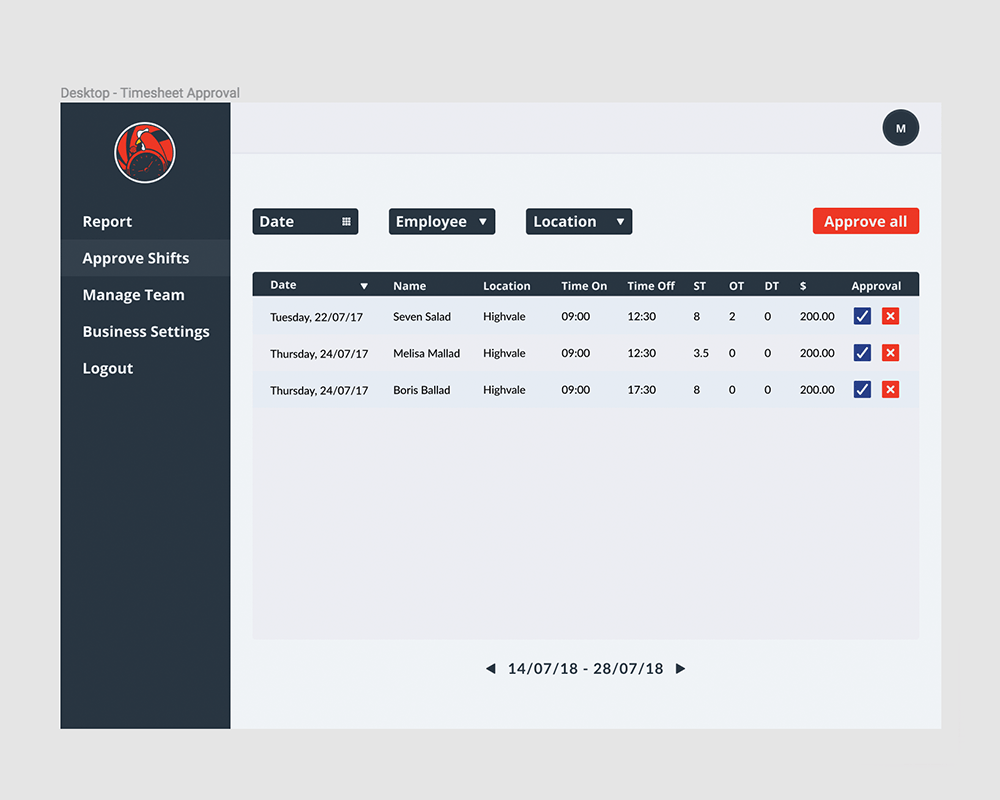 Desktop - Timesheet Approval
M
Report
Approve Shifts
Manage Team
Business Settings
Logout
Date Employee Location Approve all
Date Name Location Time On Time Off ST OT DT $ Approval
Tuesday, 22/07/17 Seven Salad Highvale 09:00 12:30 8 2 0 200.00
Thursday, 24/07/17 Melisa Mallad Highvale 09:00 12:30 3.5 0 0 200.00
Thursday, 24/07/17 Boris Ballad Highvale 09:00 17:30 8 0 0 200.00
14/07/18 - 28/07/18